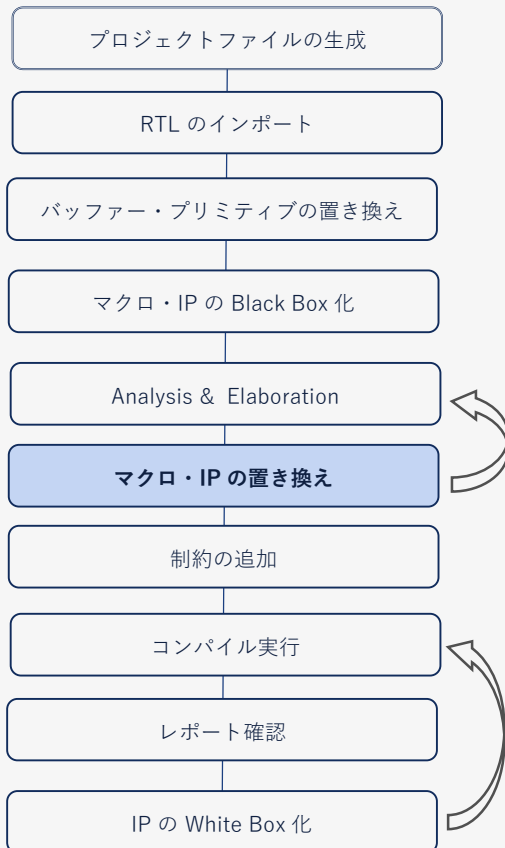 プロジェクトファイルの生成
RTL のインポート
バッファー・プリミティブの置き換え
マクロ・IP の Black Box 化
Analysis & Elaboration
マクロ・IP の置き換え
制約の追加
コンパイル実行
レポート確認
IP の White Box 化